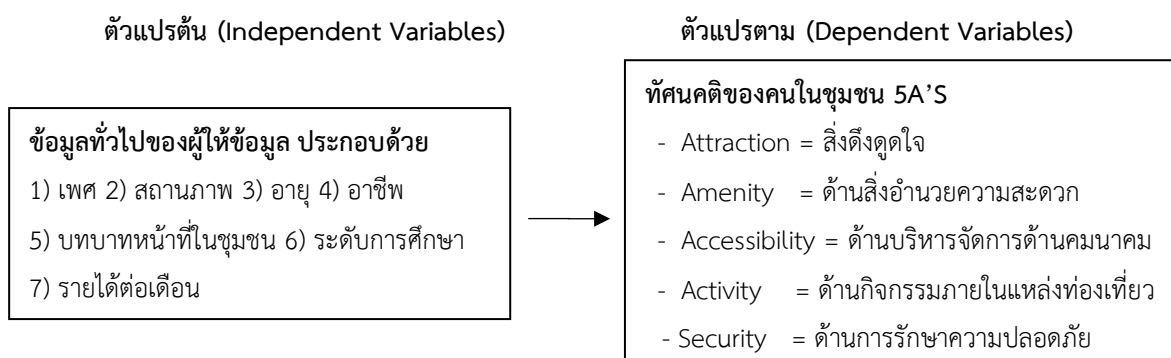 ตัวแปรต้น (Independent Variables)
ข้อมูลทั่วไปของผู้ให้ข้อมูล ประกอบด้วย
1) เพศ 2) สถานภาพ 3) อายุ 4) อาชีพ
5) บทบาทหน้าที่ในชุมชน 6) ระดับการศึกษา
7) รายได้ต่อเดือน
ตัวแปรตาม (Dependent Variables)
ทัศนคติของคนในชุมชน 5A’S
- Attraction = สิ่งดึงดูดใจ
- Amenity = ด้านสิ่งอำนวยความสะดวก
- Accessibility = ด้านบริหารจัดการด้านคมนาคม
- Activity = ด้านกิจกรรมภายในแหล่งท่องเที่ยว
- Security = ด้านการรักษาความปลอดภัย